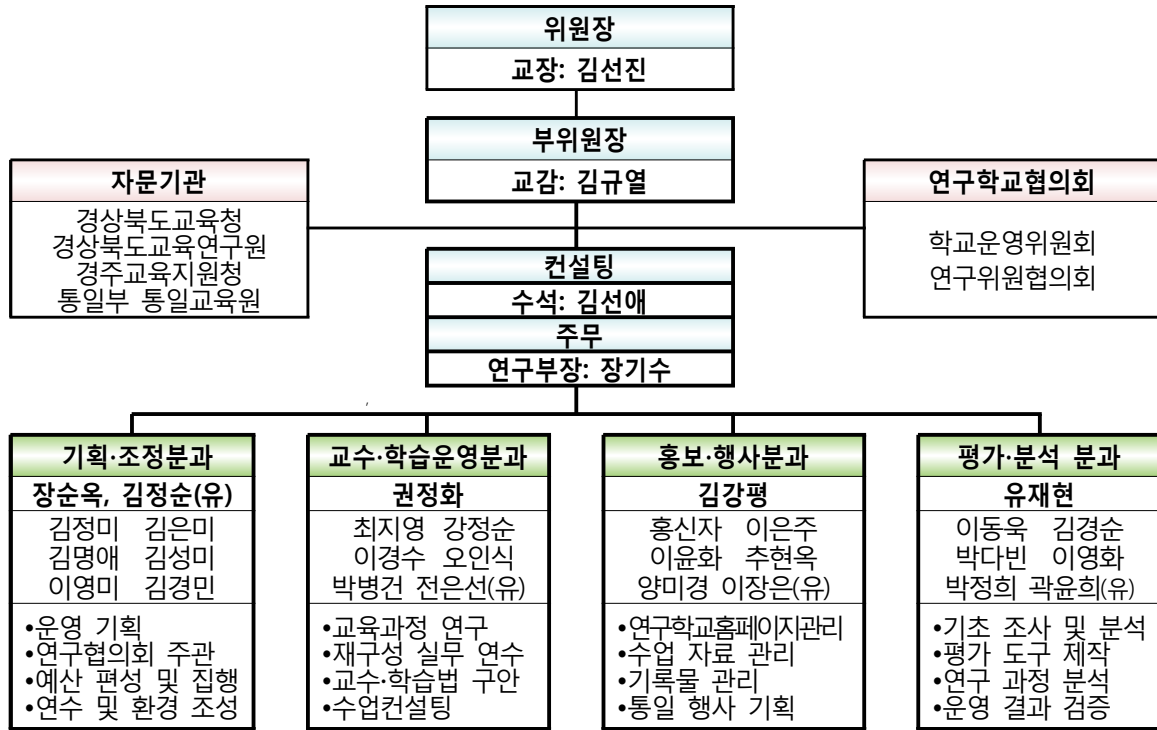 위원장
교장: 김선진
부위원장
교감: 김규열
자문기관
경상북도교육청
경상북도교육연구원
경주교육지원청
통일부 통일교육원
연구학교협의회
학교운영위원회
연구위원협의회
컨설팅
수석: 김선애
주무
연구부장: 장기수
기획·조정분과
장순옥, 김정순(유)
김정미 김은미
김명애 김성미
이영미 김경민
•운영 기획
•연구협의회 주관
•예산 편성 및 집행
•연수 및 환경 조성
교수·학습운영분과
권정화
최지영 강정순
이경수 오인식
박병건 전은선(유)
•교육과정 연구
•재구성 실무 연수
•교수·학습법 구안
•수업컨설팅
홍보·행사분과
김강평
홍신자 이은주
이윤화 추현옥
양미경 이장은(유)
•연구학교홈페이지관리
•수업 자료 관리
•기록물 관리
•통일 행사 기획
평가·분석 분과
유재현
이동욱 김경순
박다빈 이영화
박정희 곽윤희(유)
•기초 조사 및 분석
•평가 도구 제작
•연구 과정 분석
•운영 결과 검증